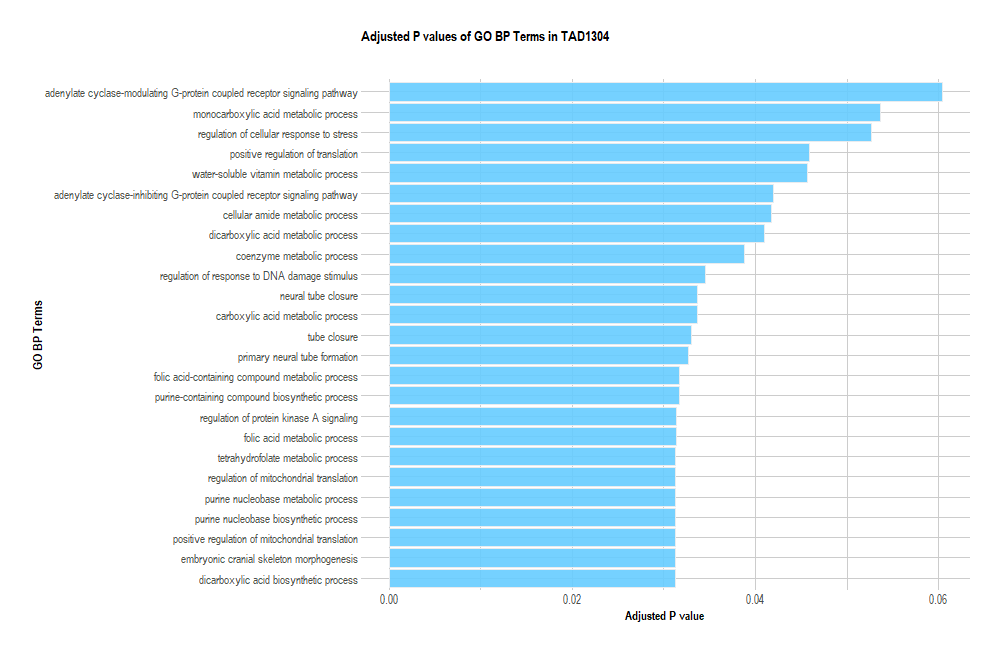 Adjusted P values of GO BP Terms in TAD1304
adenylate cyclase-modulating G-protein coupled receptor signaling pathway
monocarboxylic acid metabolic process
regulation of cellular response to stress
positive regulation of translation
water-soluble vitamin metabolic process
adenylate cyclase-inhibiting G-protein coupled receptor signaling pathway
cellular amide metabolic process
dicarboxylic acid metabolic process
coenzyme metabolic process
regulation of response to DNA damage stimulus
neural tube closure
carboxylic acid metabolic process
tube closure
primary neural tube formation
folic acid-containing compound metabolic process
purine-containing compound biosynthetic process
regulation of protein kinase A signaling
folic acid metabolic process
tetrahydrofolate metabolic process
regulation of mitochondrial translation
purine nucleobase metabolic process
purine nucleobase biosynthetic process
positive regulation of mitochondrial translation
embryonic cranial skeleton morphogenesis
dicarboxylic acid biosynthetic process
GO BP Terms
0.00 0.02 0.04 0.06
Adjusted P value